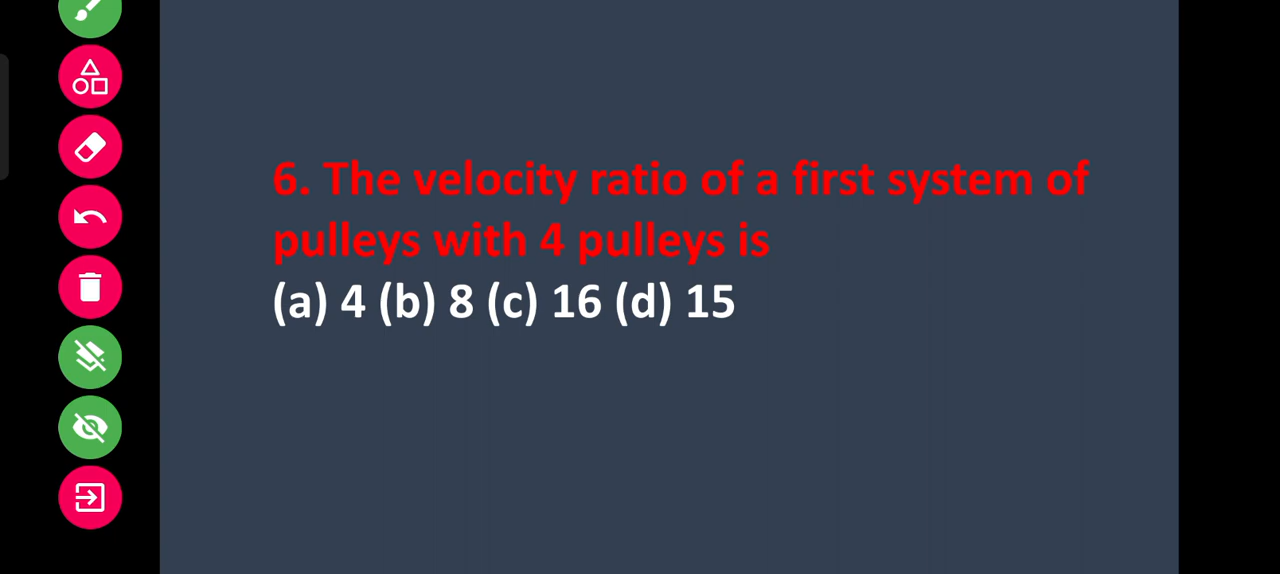 6. The velocity ratio of a first system of
pulleys with 4 pulleys is
(a) 4 (b) 8 (c) 16 (d) 15